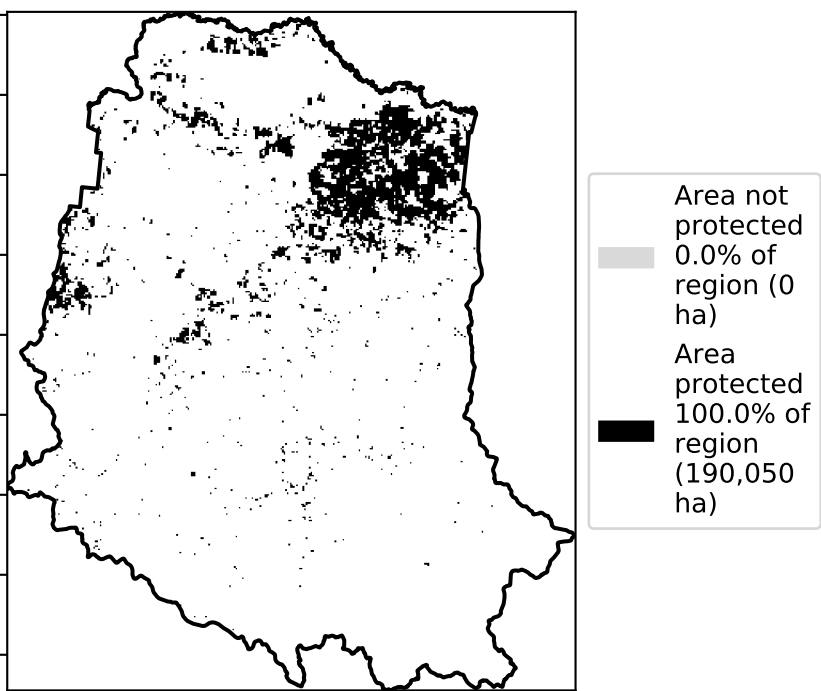 Area not
protected
0.0% of
region (0
ha)
Area
protected
100.0% of
region
(190,050
ha)